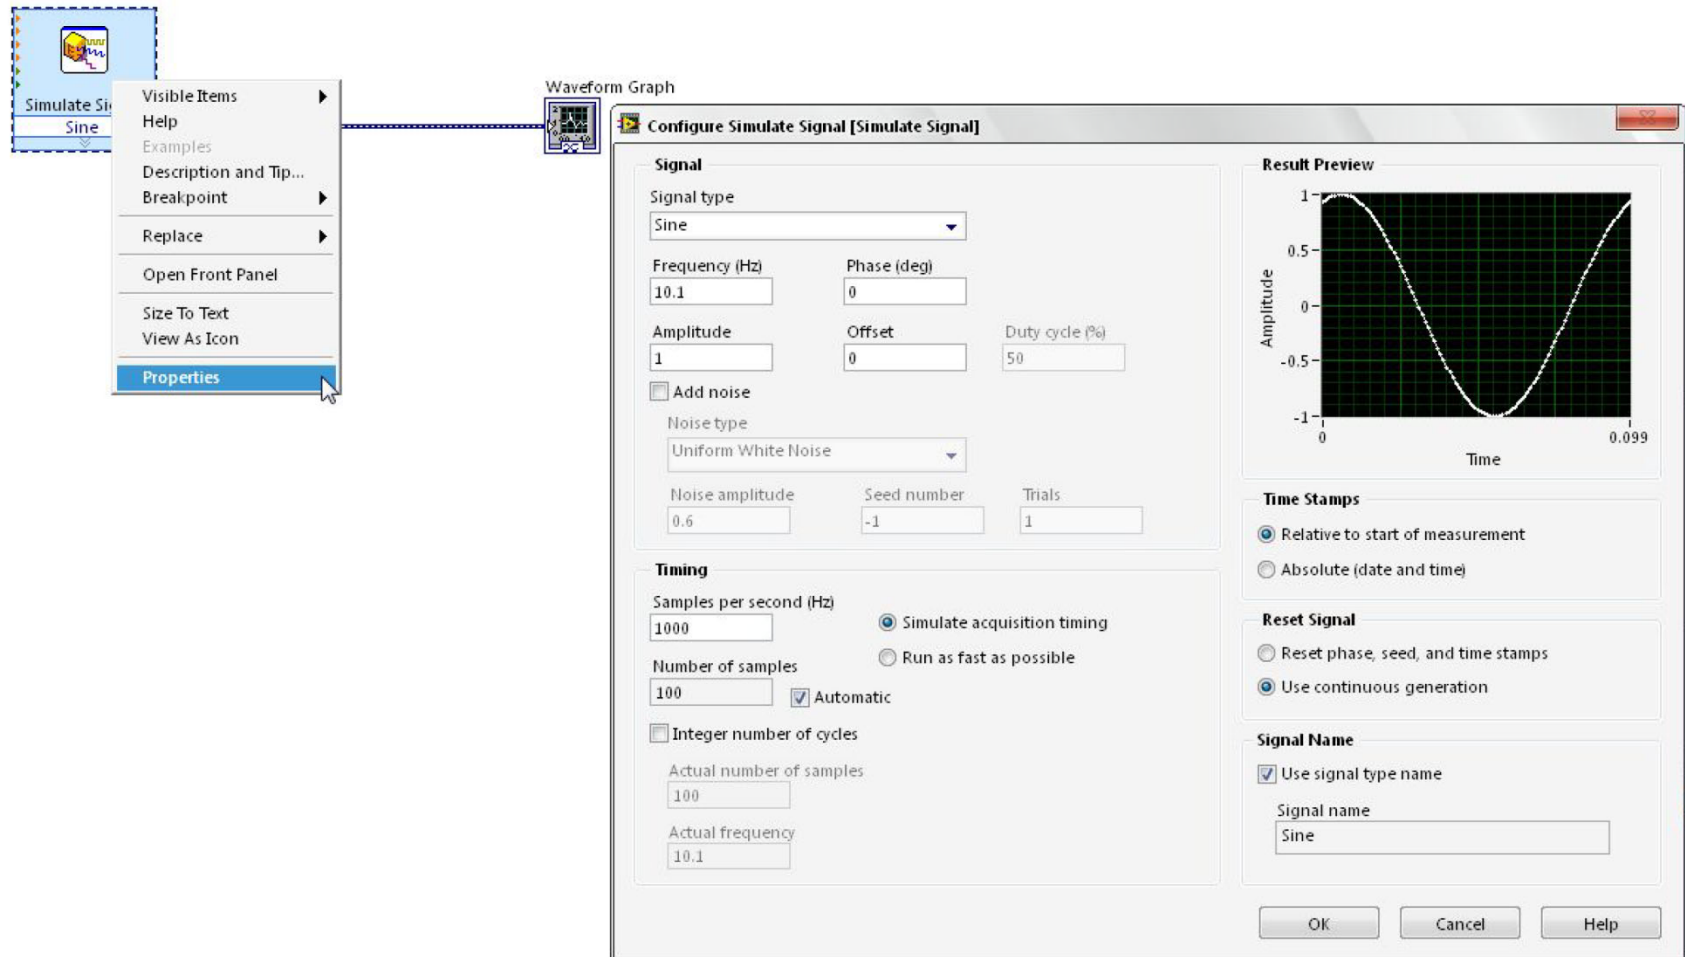 Simulate Si
Sine
Visible Items
Help
Examples
Description and Tip...
Breakpoint
Replace
Open Front Panel
Size To Text
View As Icon
Properties
Waveform Graph
Configure Simulate Signal [Simulate Signal]
Signal
Signal type
Sine
Frequency (Hz) Phase (deg)
10.1 0
Amplitude Offset Duty cycle (%)
1 0 50
Add noise
Noise type
Uniform White Noise
Noise amplitude Seed number Trials
0.6 -1 1
Timing
Samples per second (Hz)
1000
Simulate acquisition timing
Run as fast as possible
Number of samples
100
Automatic
Integer number of cycles
Actual number of samples
100
Actual frequency
10.1
Result Preview
1
0.5
0
-0.5
-1
Amplitude
0 0.099
Time
Time Stamps
Relative to start of measurement
Absolute (date and time)
Reset Signal
Reset phase, seed, and time stamps
Use continuous generation
Signal Name
Use signal type name
Signal name
Sine
OK Cancel Help